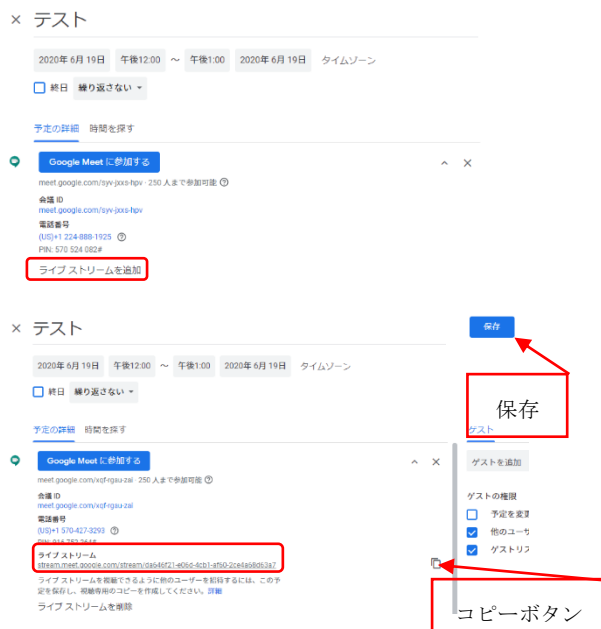 × テスト
2020年 6月 19日 午後12:00 ～ 午後1:00 2020年 6月 19日 タイムゾーン
終日 繰り返さない
予定の詳細 時間を探す
Google Meet に参加する
meet.google.com/syv-jxxs-hpv · 250 人まで参加可能
会議 ID
meet.google.com/syv-jxxs-hpv
電話番号
(US)+1 224-888-1925
PIN: 570 524 082#
ライブ ストリームを追加
× テスト
保存
2020年 6月 19日 午後12:00 ～ 午後1:00 2020年 6月 19日 タイムゾーン
終日 繰り返さない
保存
予定の詳細 時間を探す
ゲスト
Google Meet に参加する
ゲストを追加
meet.google.com/xqf-rgau-zai · 250 人まで参加可能
会議 ID
meet.google.com/xqf-rgau-zai
ゲストの権限
電話番号
予定を変更
(US)+1 570-427-3293
他のユーサ
ライブ ストリーム
ゲストリス
stream.meet.google.com/stream/da646f21-e06d-4cb1-af60-2ce4a68d63a7
ライブ ストリームを視聴できるように他のユーザーを招待するには、この予
定を保存し、視聴専用のコピーを作成してください。詳細
ライブ ストリームを削除
コピーボタン